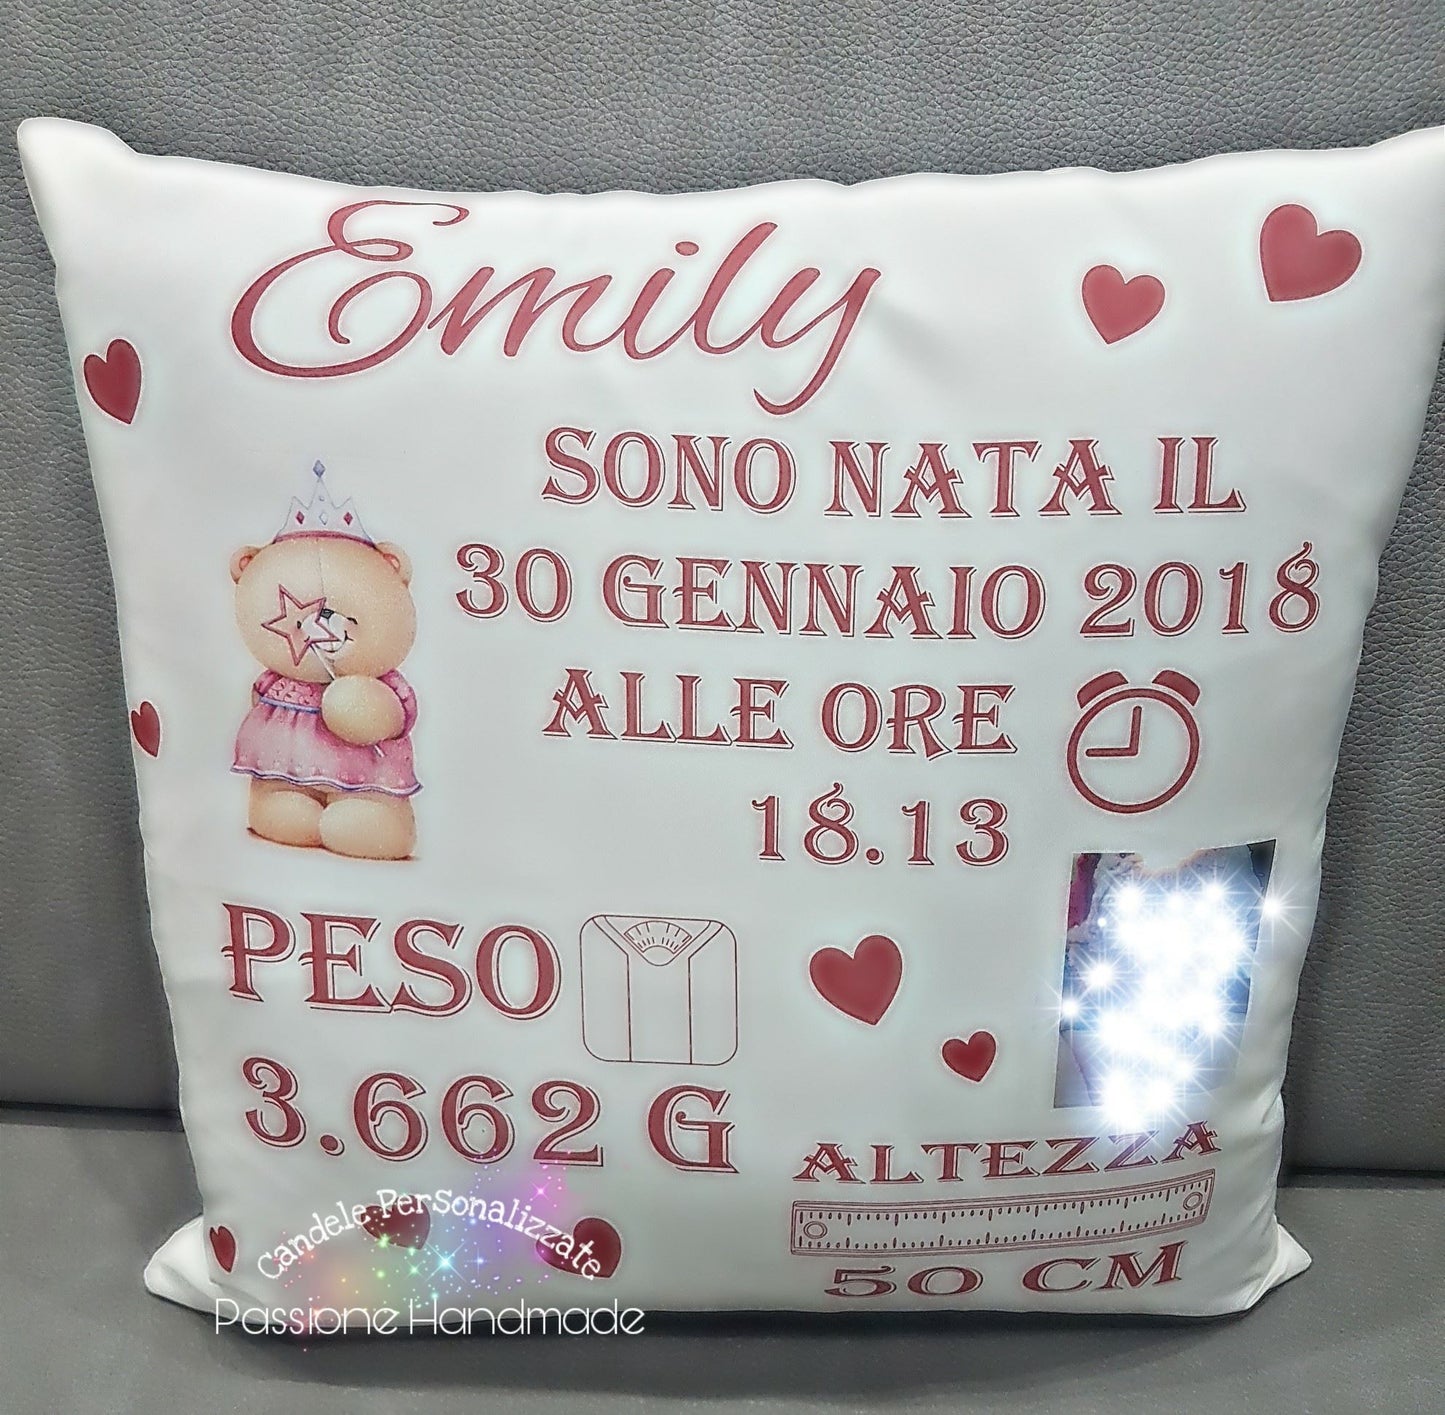 Emily
SONO NATA IL
30 GENNAIO 2018
ALLE ORE
18.13
PESO
3.662 G
ALTEZZA
50 CM
Candele Personalizzate
Passione Handmade